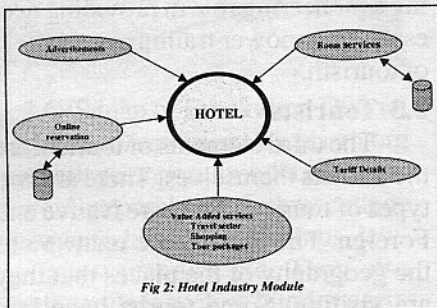 Advertisements
Room services
HOTEL
Online
reservation
Tariff Details
Value Added services
Travel sector
Shopping
Tour packages
Fig 2: Hotel Industry Module